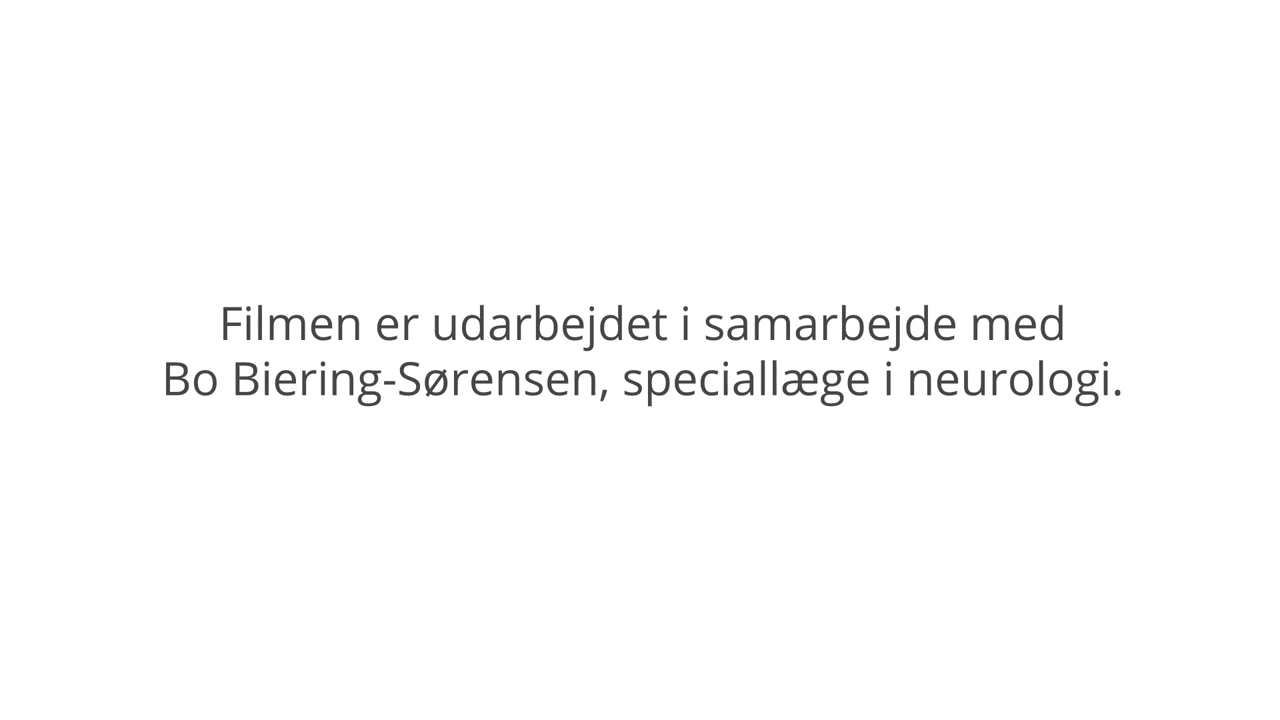 Filmen er udarbejdet i samarbejde med
Bo Biering-Sørensen, speciallæge i neurologi.